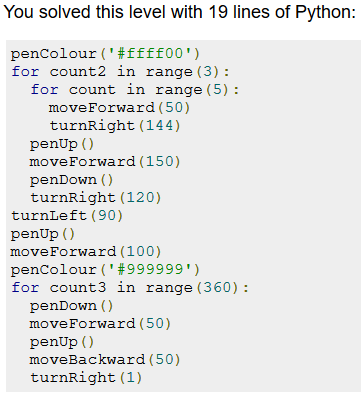 You solved this level with 19 lines of Python:
penColour('#ffff00')
for count2 in range(3):
  for count in range(5):
    moveForward(50)
    turnRight(144)
  penUp()
  moveForward(150)
  penDown()
  turnRight(120)
turnLeft(90)
penUp()
moveForward(100)
penColour('#999999')
for count3 in range(360):
  penDown()
  moveForward(50)
  penUp()
  moveBackward(50)
  turnRight(1)